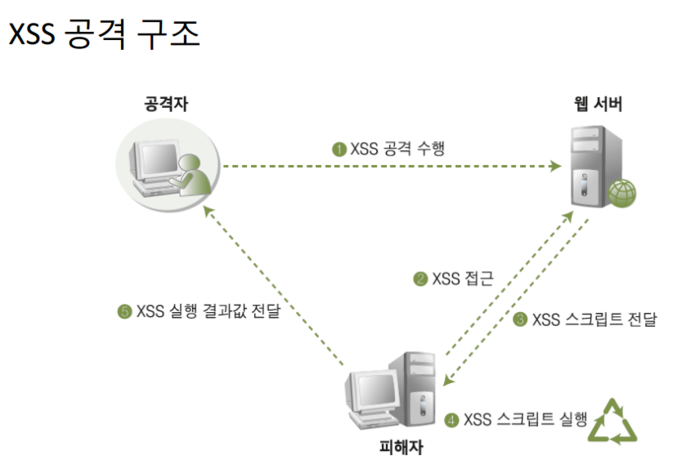 XSS 공격 구조
공격자
웹 서버
1 XSS 공격 수행
2 XSS 접근
3 XSS 스크립트 전달
5 XSS 실행 결과값 전달
4 XSS 스크립트 실행
피해자